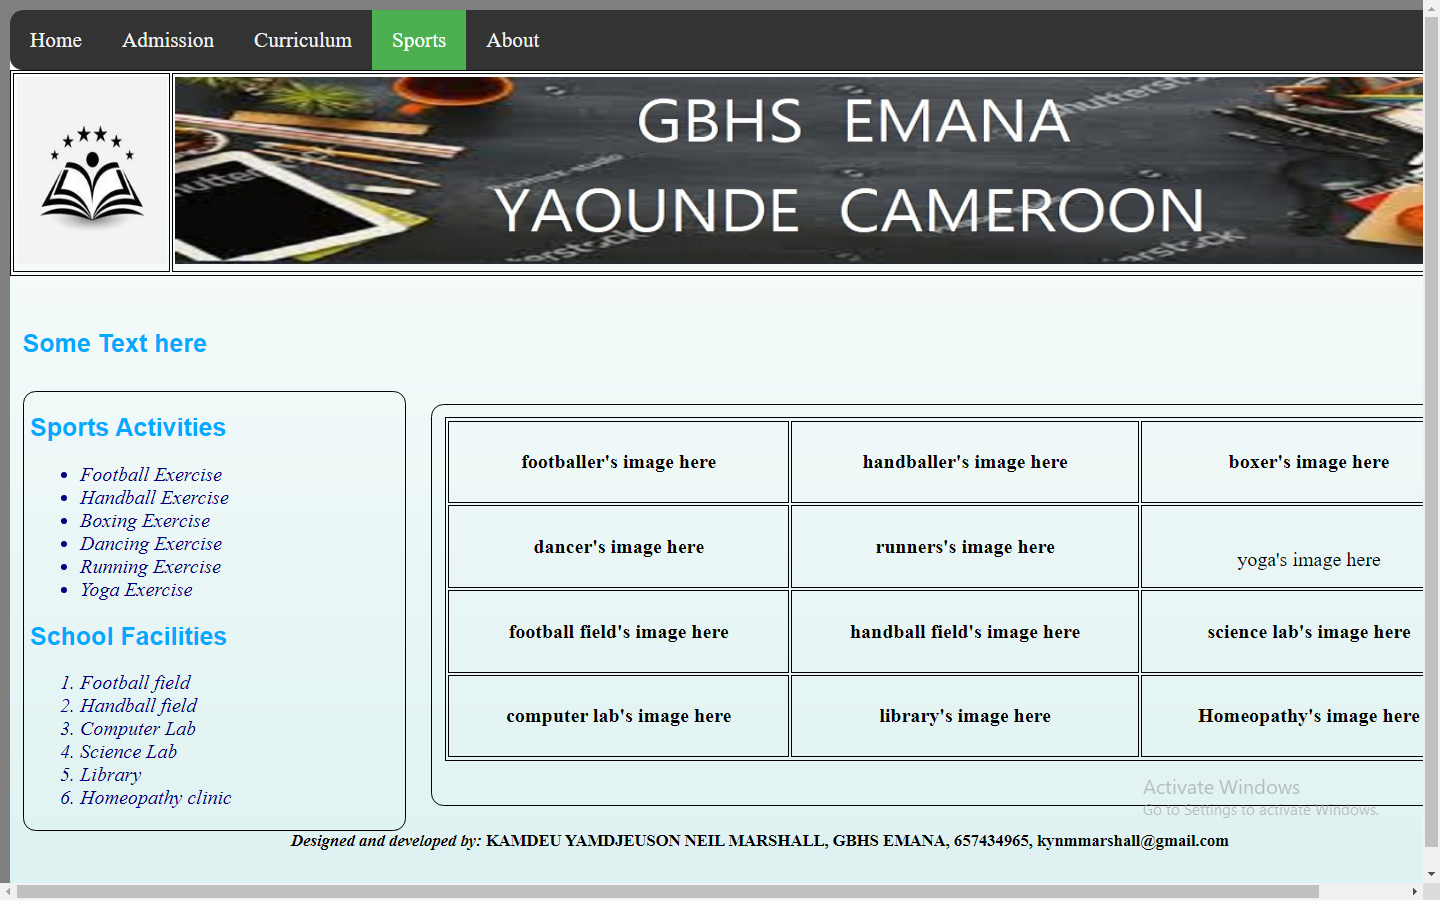 Home Admission Curriculum Sports About
GBHS EMANA
YAOUNDE CAMEROON
shutterstock
Some Text here
Sports Activities
• Football Exercise
• Handball Exercise
• Boxing Exercise
• Dancing Exercise
• Running Exercise
• Yoga Exercise
School Facilities
1. Football field
2. Handball field
3. Computer Lab
4. Science Lab
5. Library
6. Homeopathy clinic
footballer's image here handballer's image here boxer's image here
dancer's image here runners's image here yoga's image here
football field's image here handball field's image here science lab's image here
computer lab's image here library's image here Homeopathy's image here
Activate Windows
Go to Settings to activate Windows.
Designed and developed by: KAMDEU YAMDJEUSON NEIL MARSHALL, GBHS EMANA, 657434965, kynmmarshall@gmail.com